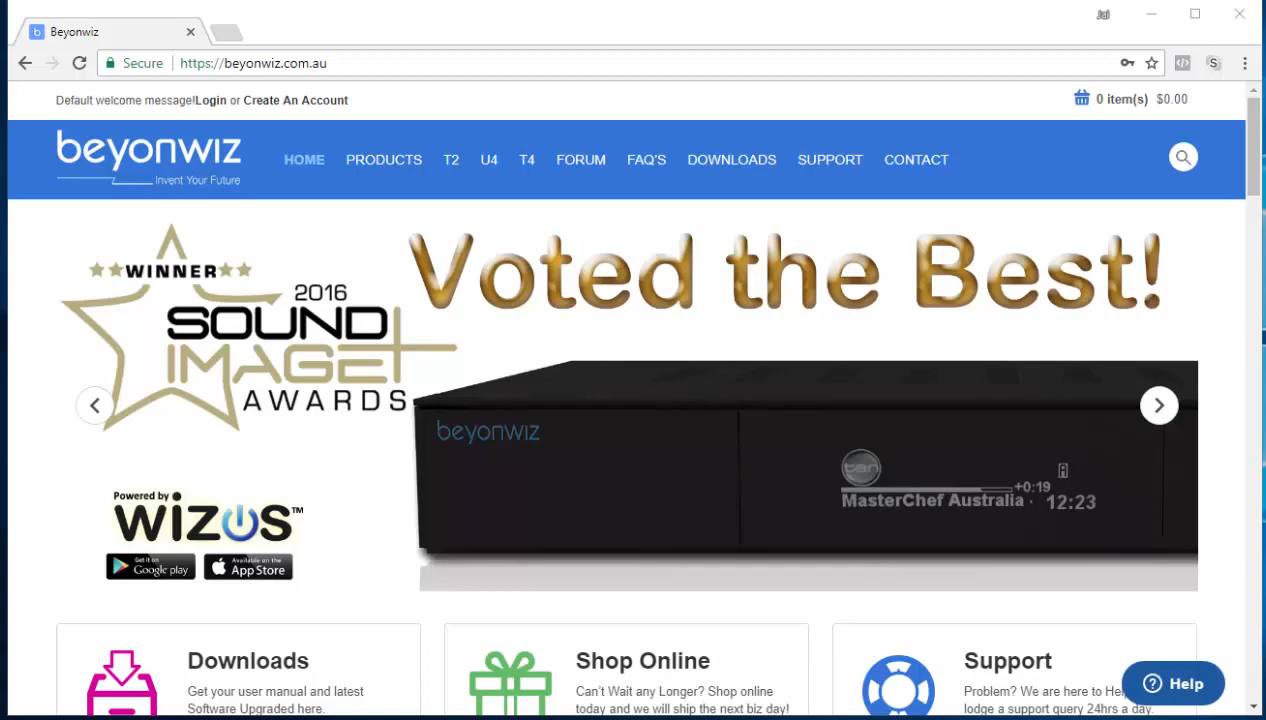 Beyonwiz
Secure https://beyonwiz.com.au
Default welcome message!Login or Create An Account
0 item(s) $0.00
beyonwiz
Invent Your Future
HOME PRODUCTS T2 U4 T4 FORUM FAQ'S DOWNLOADS SUPPORT CONTACT
Voted the Best!
WINNER
2016
SOUND
IMAGE
AWARDS
beyonwiz
ten
+0:19
MasterChef Australia · 12:23
Powered by
WizOS™
Get it on
Google play
Available on the
App Store
Downloads
Get your user manual and latest
Software Upgraded here.
Shop Online
Can't Wait any Longer? Shop online
today and we will ship the next biz day!
Support
Problem? We are here to
lodge a support query 24hrs a day.
Help